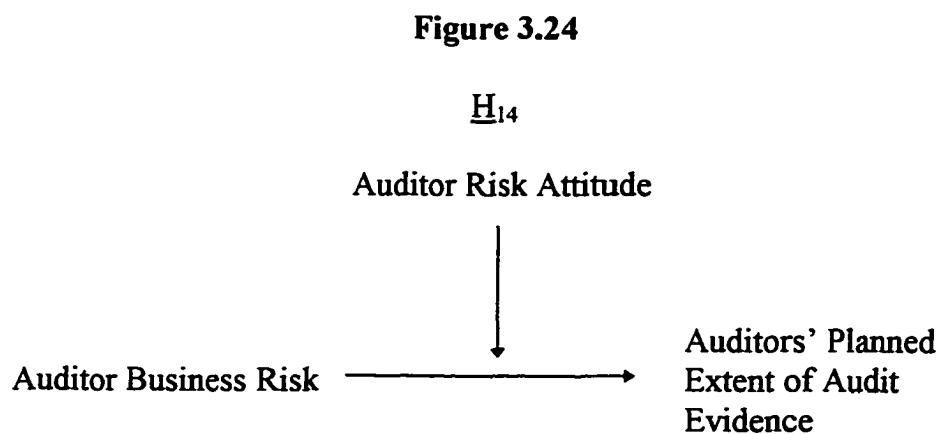 Figure 3.24
H14
Auditor Risk Attitude
Auditor Business Risk
Auditors' Planned
Extent of Audit
Evidence